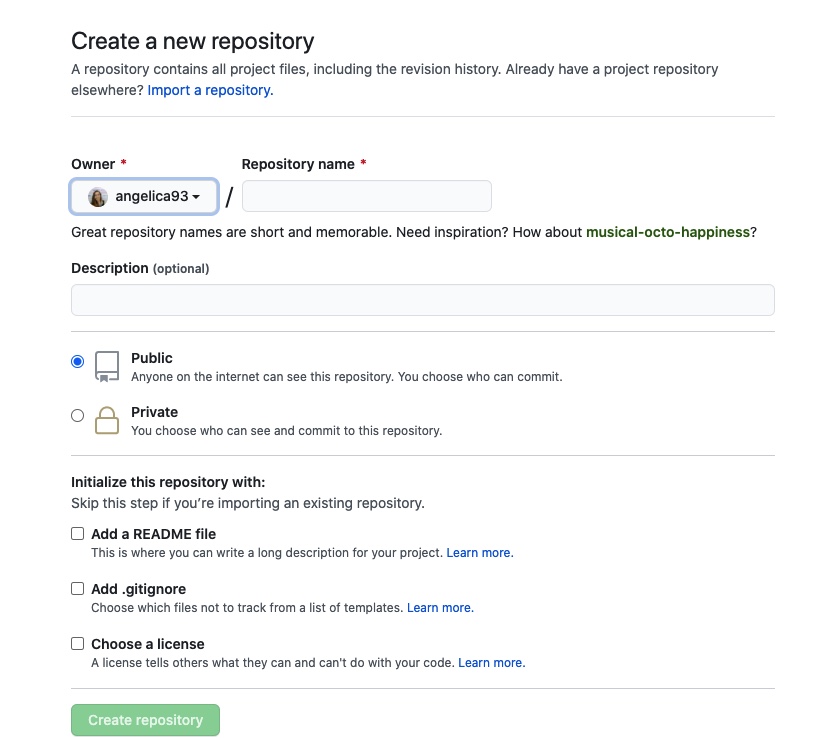 Create a new repository
A repository contains all project files, including the revision history. Already have a project repository
elsewhere? Import a repository.
Owner * Repository name *
angelica93 /
Great repository names are short and memorable. Need inspiration? How about musical-octo-happiness?
Description (optional)
Public
Anyone on the internet can see this repository. You choose who can commit.
Private
You choose who can see and commit to this repository.
Initialize this repository with:
Skip this step if you’re importing an existing repository.
Add a README file
This is where you can write a long description for your project. Learn more.
Add .gitignore
Choose which files not to track from a list of templates. Learn more.
Choose a license
A license tells others what they can and can't do with your code. Learn more.
Create repository